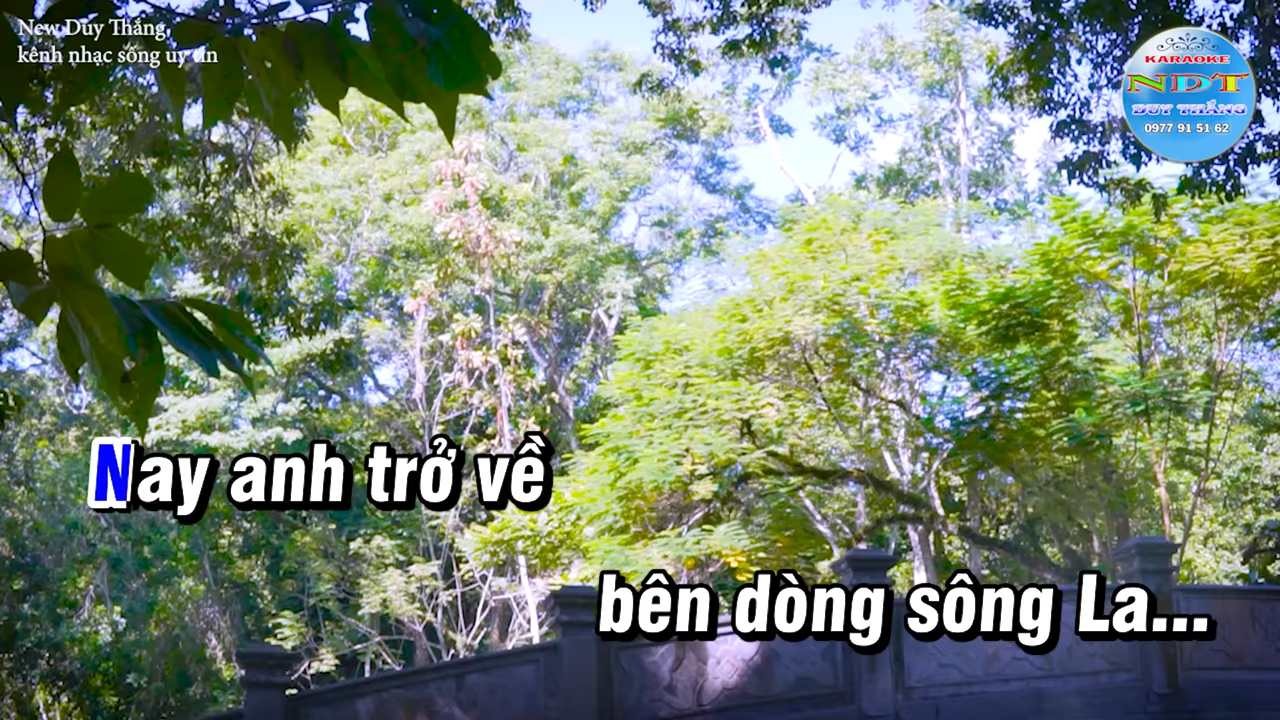 New Duy Thắng
kênh nhạc sống uy tín
KARAOKE
NDT
DUY THẮNG
0977 91 51 62
Nay anh trở về
bên dòng sông La...